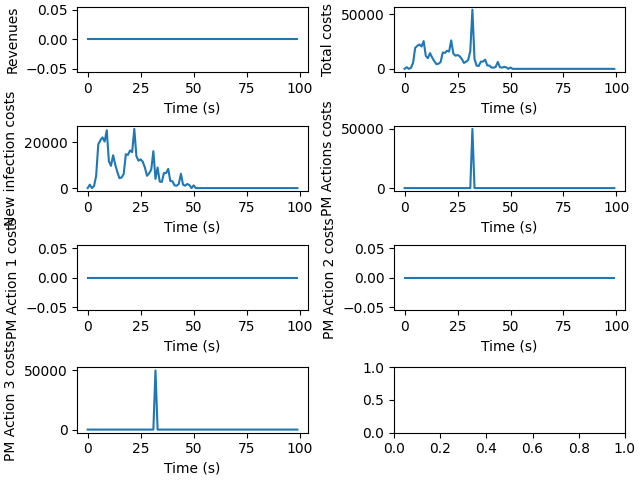 Revenues
0.05
0.00
−0.05
0 25 50 75 100
Time (s)
Total costs
50000
0
0 25 50 75 100
Time (s)
New infection costs
20000
0
0 25 50 75 100
Time (s)
PM Actions costs
50000
0
0 25 50 75 100
Time (s)
PM Action 1 costs
0.05
0.00
−0.05
0 25 50 75 100
Time (s)
PM Action 2 costs
0.05
0.00
−0.05
0 25 50 75 100
Time (s)
PM Action 3 costs
50000
0
0 25 50 75 100
Time (s)
1.0
0.5
0.0
0.0 0.2 0.4 0.6 0.8 1.0